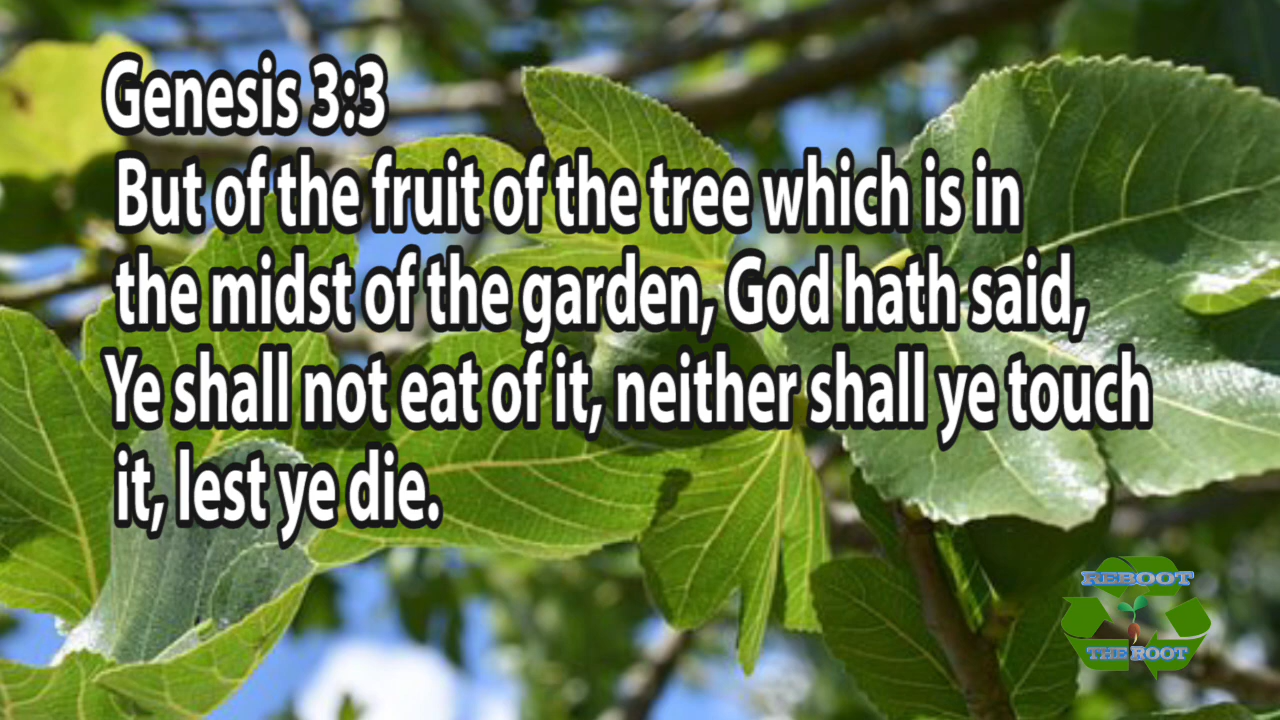 Genesis 3:3
But of the fruit of the tree which is in
the midst of the garden, God hath said,
Ye shall not eat of it, neither shall ye touch
it, lest ye die.
REBOOT
THE ROOT